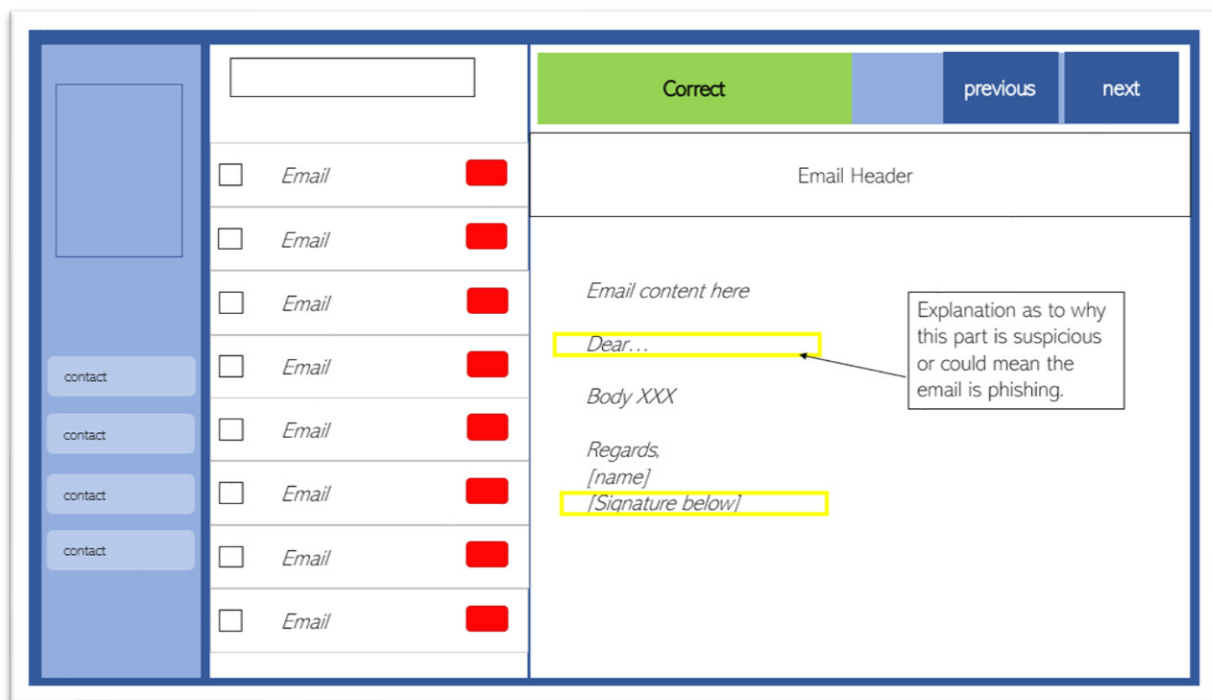 contact
contact
contact
contact
Email
Email
Email
Email
Email
Email
Email
Email
Correct
previous
next
Email Header
Email content here
Dear...
Body XXX
Regards,
[name]
[Signature below]
Explanation as to why
this part is suspicious
or could mean the
email is phishing.